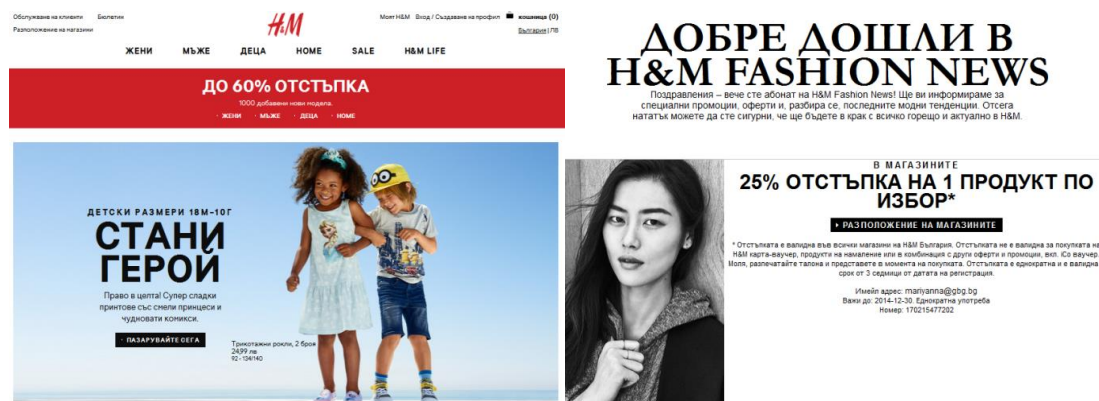 Обслужване на клиенти Бюлетин
Разположение на магазини
H&M
Моят H&M Вход / Създаване на профил кошница (0)
България | ЛВ
ЖЕНИ МЪЖЕ ДЕЦА HOME SALE H&M LIFE
ДО 60% ОТСТЪПКА
1000 добавени нови модела.
· ЖЕНИ · МЪЖЕ · ДЕЦА · HOME
ДЕТСКИ РАЗМЕРИ 18М-10Г
СТАНИ
ГЕРОЙ
Право в целта! Супер сладки
принтове със смели принцеси и
чудновати комикси.
· ПАЗАРУВАЙТЕ СЕГА
Трикотажни рокли, 2 броя
24,99 лв
92 - 134/140
ДОБРЕ ДОШЛИ В
H&M FASHION NEWS
Поздравления – вече сте абонат на H&M Fashion News! Ще ви информираме за
специални промоции, оферти и, разбира се, последните модни тенденции. Отсега
нататък можете да сте сигурни, че ще бъдете в крак с всичко горещо и актуално в H&M.
В МАГАЗИНИТЕ
25% ОТСТЪПКА НА 1 ПРОДУКТ ПО
ИЗБОР*
РАЗПОЛОЖЕНИЕ НА МАГАЗИНИТЕ
* Отстъпката е валидна във всички магазини на H&M България. Отстъпката не е валидна за покупката на
H&M карта-ваучер, продукти на намаление или в комбинация с други оферти и промоции, вкл. iCo ваучер.
Моля, разпечатайте талона и представете в момента на покупката. Отстъпката е еднократна и е валидна
срок от 3 седмици от датата на регистрация.
Имейл адрес: mariyanna@gbg.bg
Важи до: 2014-12-30. Еднократна употреба
Номер: 170215477202